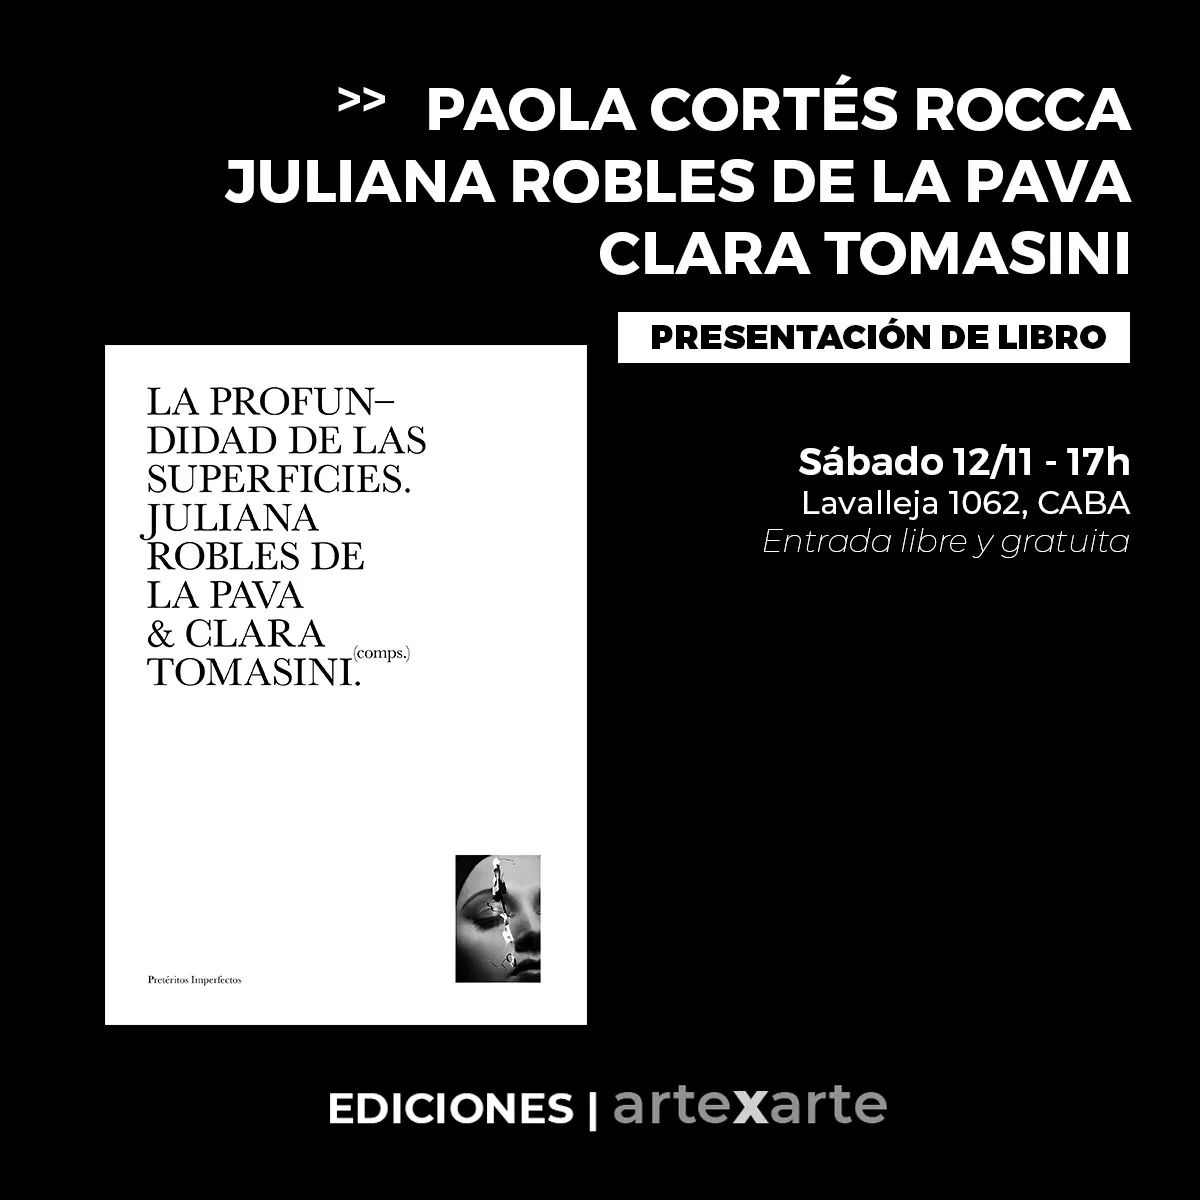 >> PAOLA CORTÉS ROCCA
JULIANA ROBLES DE LA PAVA
CLARA TOMASINI
PRESENTACIÓN DE LIBRO
Sábado 12/11 - 17h
Lavalleja 1062, CABA
Entrada libre y gratuita
LA PROFUN–
DIDAD DE LAS
SUPERFICIES.
JULIANA
ROBLES DE
LA PAVA
& CLARA
TOMASINI. (comps.)
Pretéritos Imperfectos
EDICIONES | artexarte